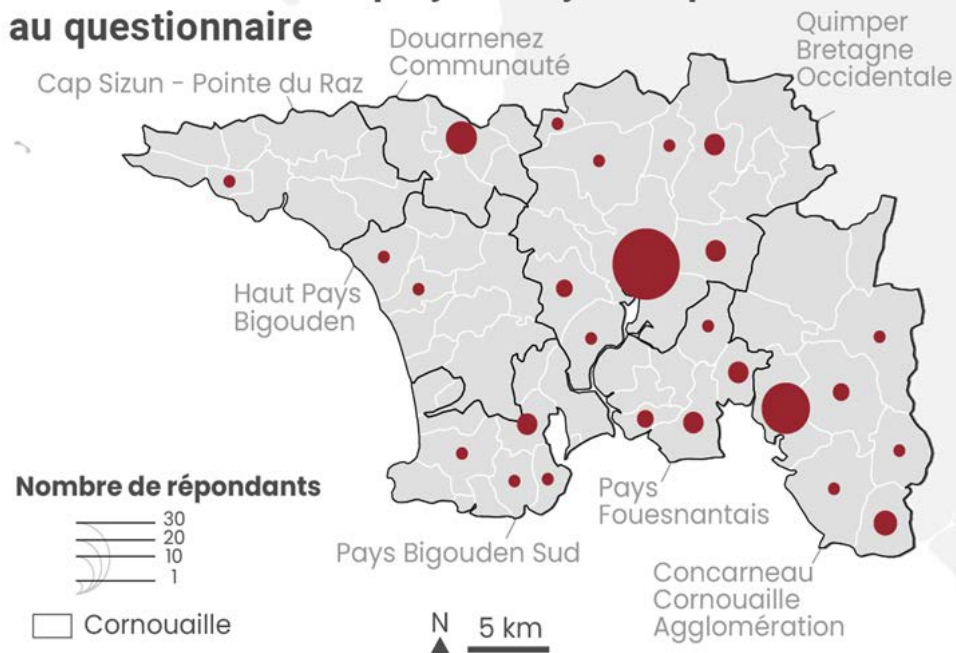 au questionnaire
Douarnenez
Communauté
Quimper
Bretagne
Occidentale
Cap Sizun - Pointe du Raz
Haut Pays
Bigouden
Nombre de répondants
30
20
10
1
Cornouaille
Pays Bigouden Sud
Pays
Fouesnantais
Concarneau
Cornouaille
Agglomération
N
5 km